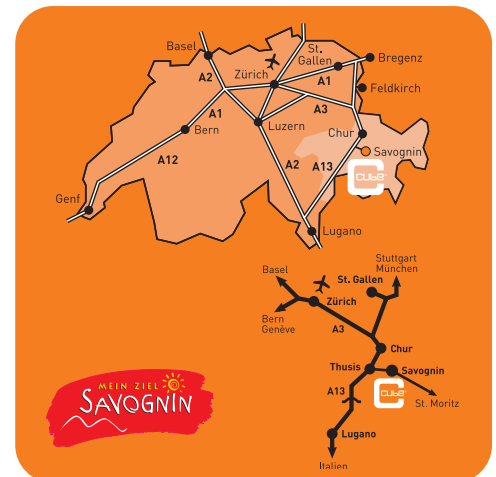 Basel
St.
Gallen
Bregenz
Zürich
A2
A1
Feldkirch
A3
A1
Luzern
Chur
Bern
Savognin
A12
A2
A13
CUBE
Genf
Lugano
Stuttgart
München
Basel
St. Gallen
Zürich
Bern
Genève
A3
Chur
Thusis
Savognin
A13
CUBE
St. Moritz
MEIN ZIEL
SAVOGNIN
Lugano
Italien